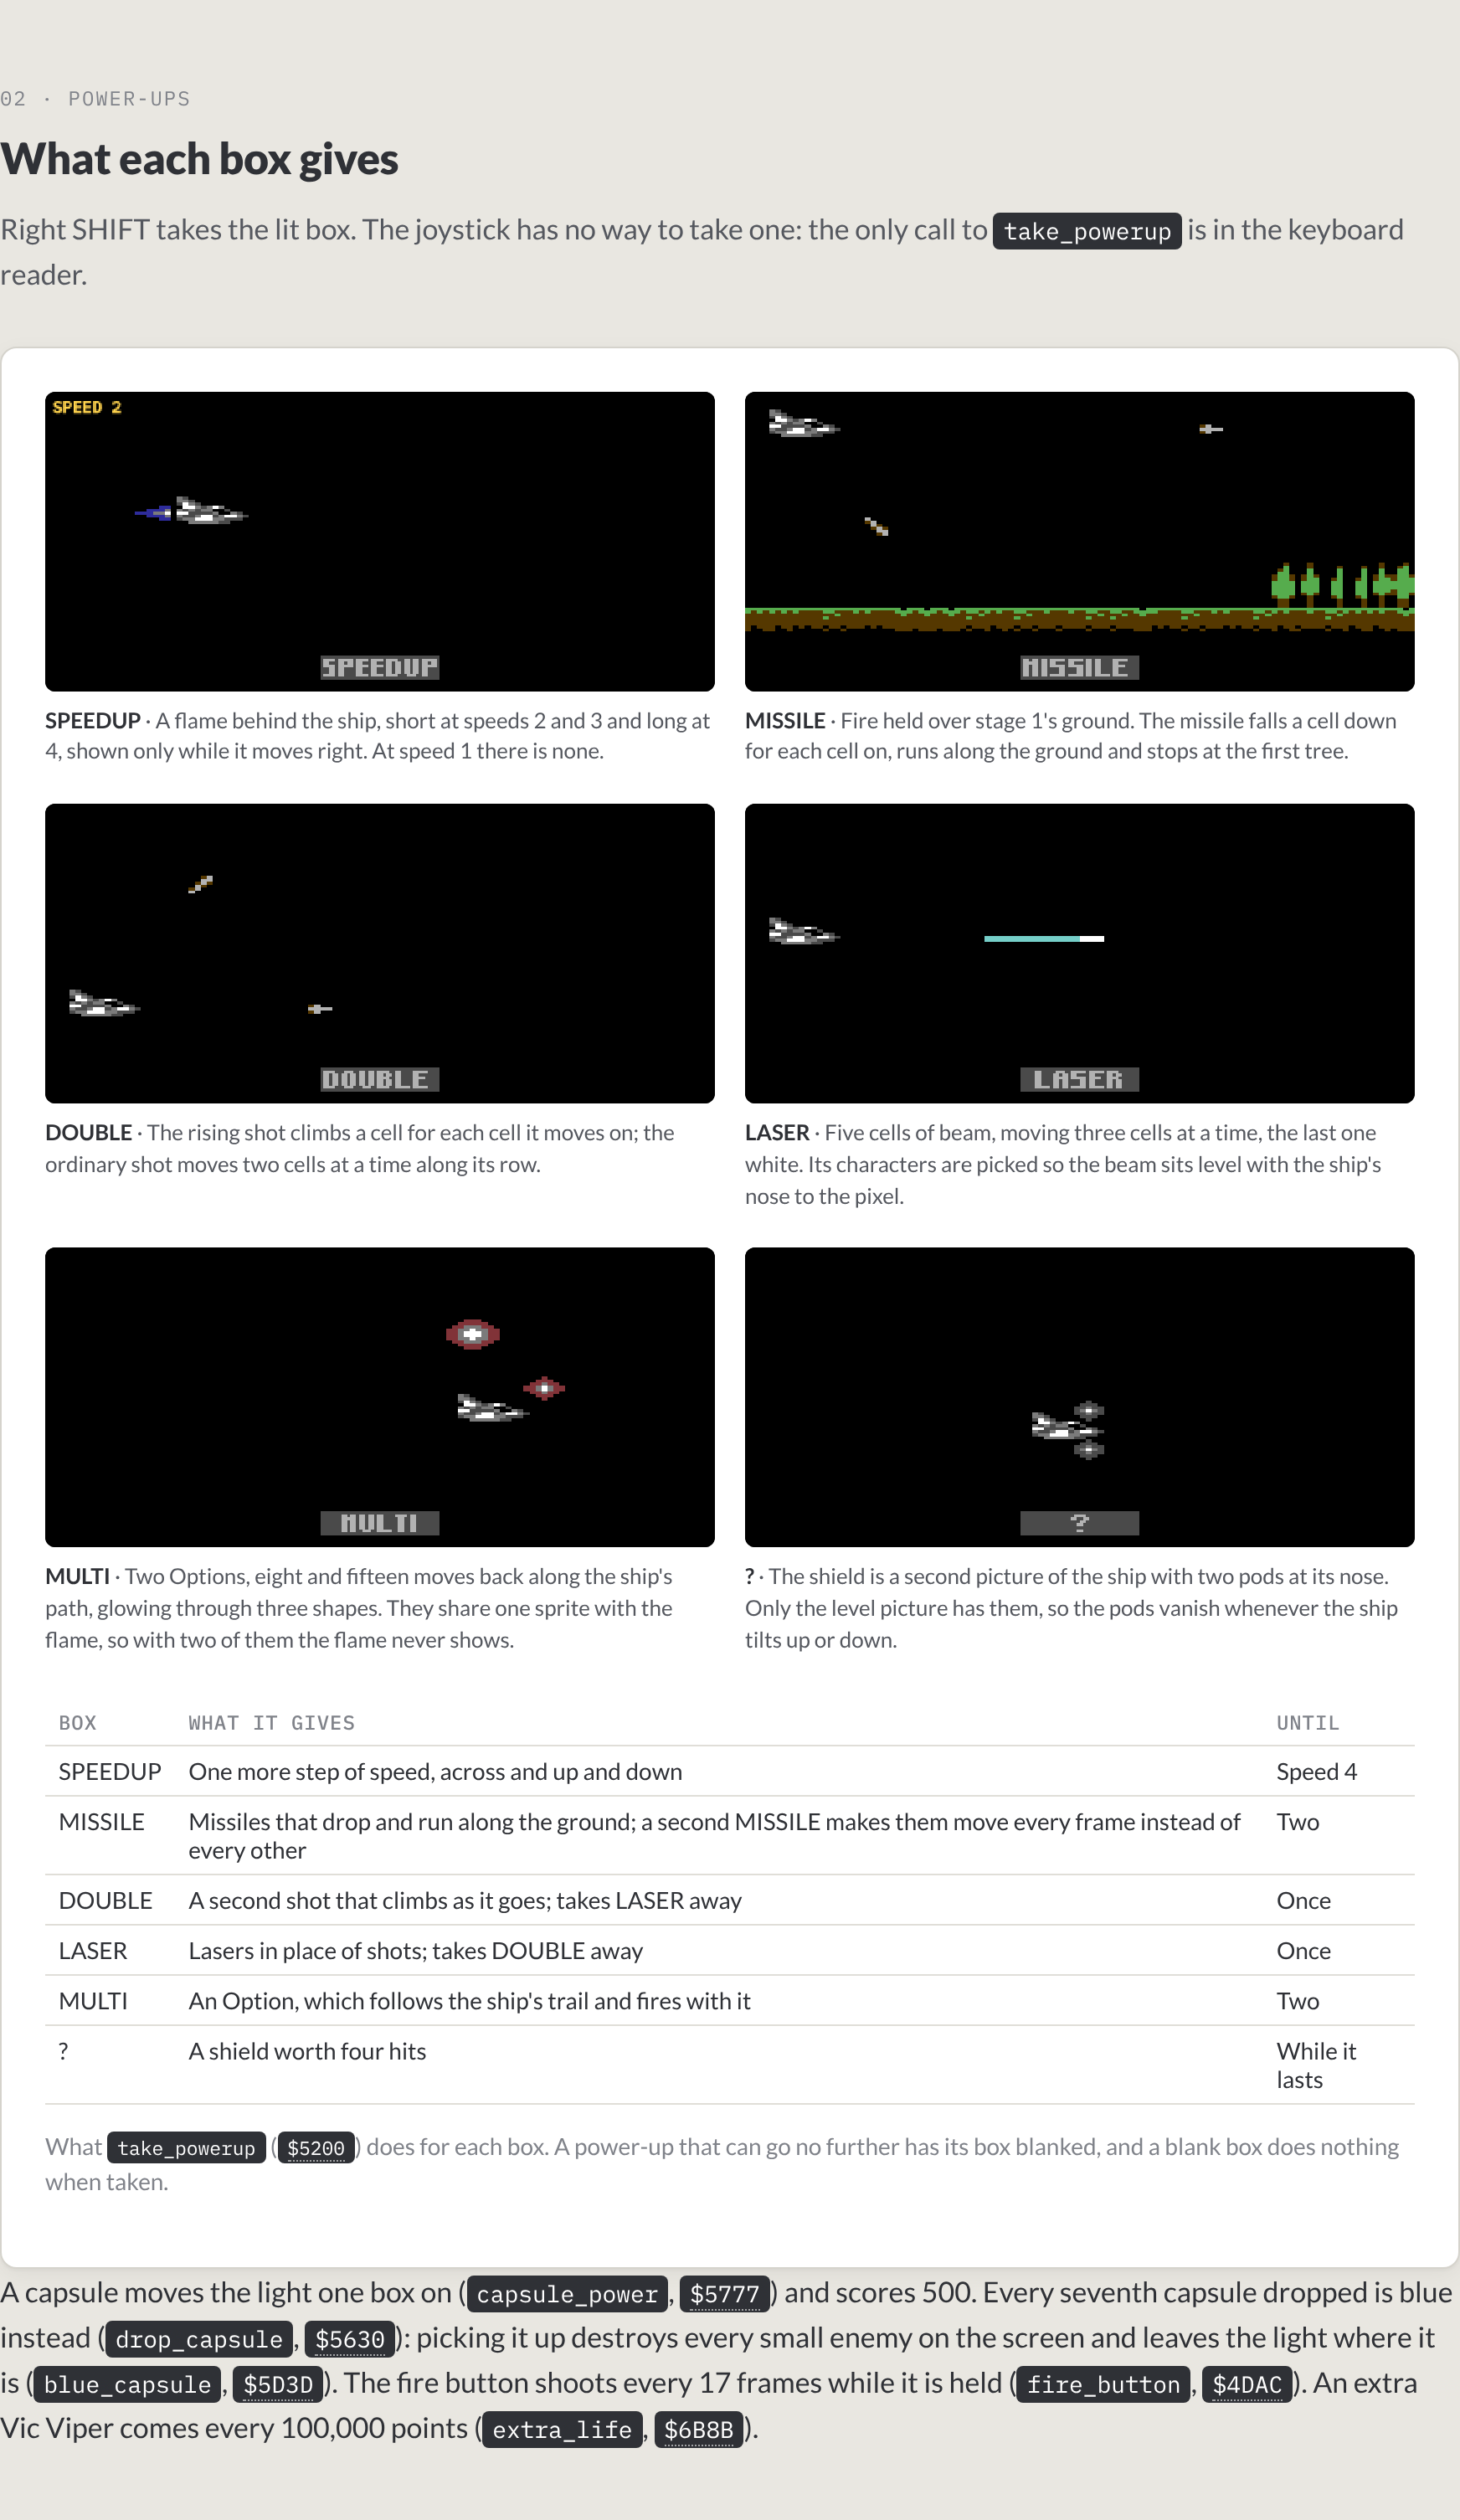 02 · POWER-UPS
What each box gives
Right SHIFT takes the lit box. The joystick has no way to take one: the only call to take_powerup is in the keyboard
reader.
SPEED 2
SPEEDUP
MISSILE
SPEEDUP · A flame behind the ship, short at speeds 2 and 3 and long at
4, shown only while it moves right. At speed 1 there is none.
MISSILE · Fire held over stage 1's ground. The missile falls a cell down
for each cell on, runs along the ground and stops at the first tree.
DOUBLE
LASER
DOUBLE · The rising shot climbs a cell for each cell it moves on; the
ordinary shot moves two cells at a time along its row.
LASER · Five cells of beam, moving three cells at a time, the last one
white. Its characters are picked so the beam sits level with the ship's
nose to the pixel.
MULTI
?
MULTI · Two Options, eight and fifteen moves back along the ship's
path, glowing through three shapes. They share one sprite with the
flame, so with two of them the flame never shows.
? · The shield is a second picture of the ship with two pods at its nose.
Only the level picture has them, so the pods vanish whenever the ship
tilts up or down.
BOX WHAT IT GIVES UNTIL
SPEEDUP One more step of speed, across and up and down Speed 4
MISSILE Missiles that drop and run along the ground; a second MISSILE makes them move every frame instead of Two
every other
DOUBLE A second shot that climbs as it goes; takes LASER away Once
LASER Lasers in place of shots; takes DOUBLE away Once
MULTI An Option, which follows the ship's trail and fires with it Two
? A shield worth four hits While it
lasts
What take_powerup ($5200) does for each box. A power-up that can go no further has its box blanked, and a blank box does nothing
when taken.
A capsule moves the light one box on (capsule_power, $5777) and scores 500. Every seventh capsule dropped is blue
instead (drop_capsule, $5630): picking it up destroys every small enemy on the screen and leaves the light where it
is (blue_capsule, $5D3D). The fire button shoots every 17 frames while it is held (fire_button, $4DAC). An extra
Vic Viper comes every 100,000 points (extra_life, $6B8B).